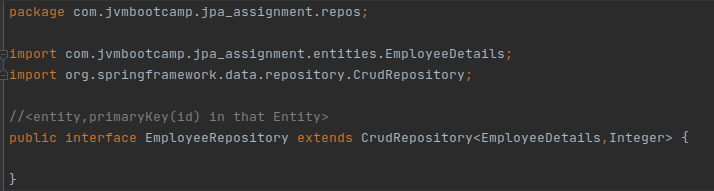 package com.jvmbootcamp.jpa_assignment.repos;
import com.jvmbootcamp.jpa_assignment.entities.EmployeeDetails;
import org.springframework.data.repository.CrudRepository;
//<entity,primaryKey(id) in that Entity>
public interface EmployeeRepository extends CrudRepository<EmployeeDetails,Integer> {
}